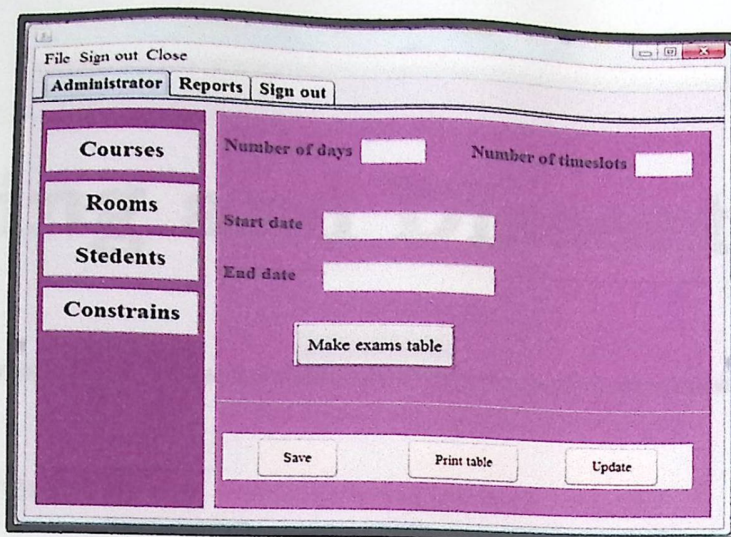 File Sign out Close
Administrator Reports Sign out
Courses
Rooms
Stedents
Constrains
Number of days Number of timeslots
Start date
End date
Make exams table
Save Print table Update